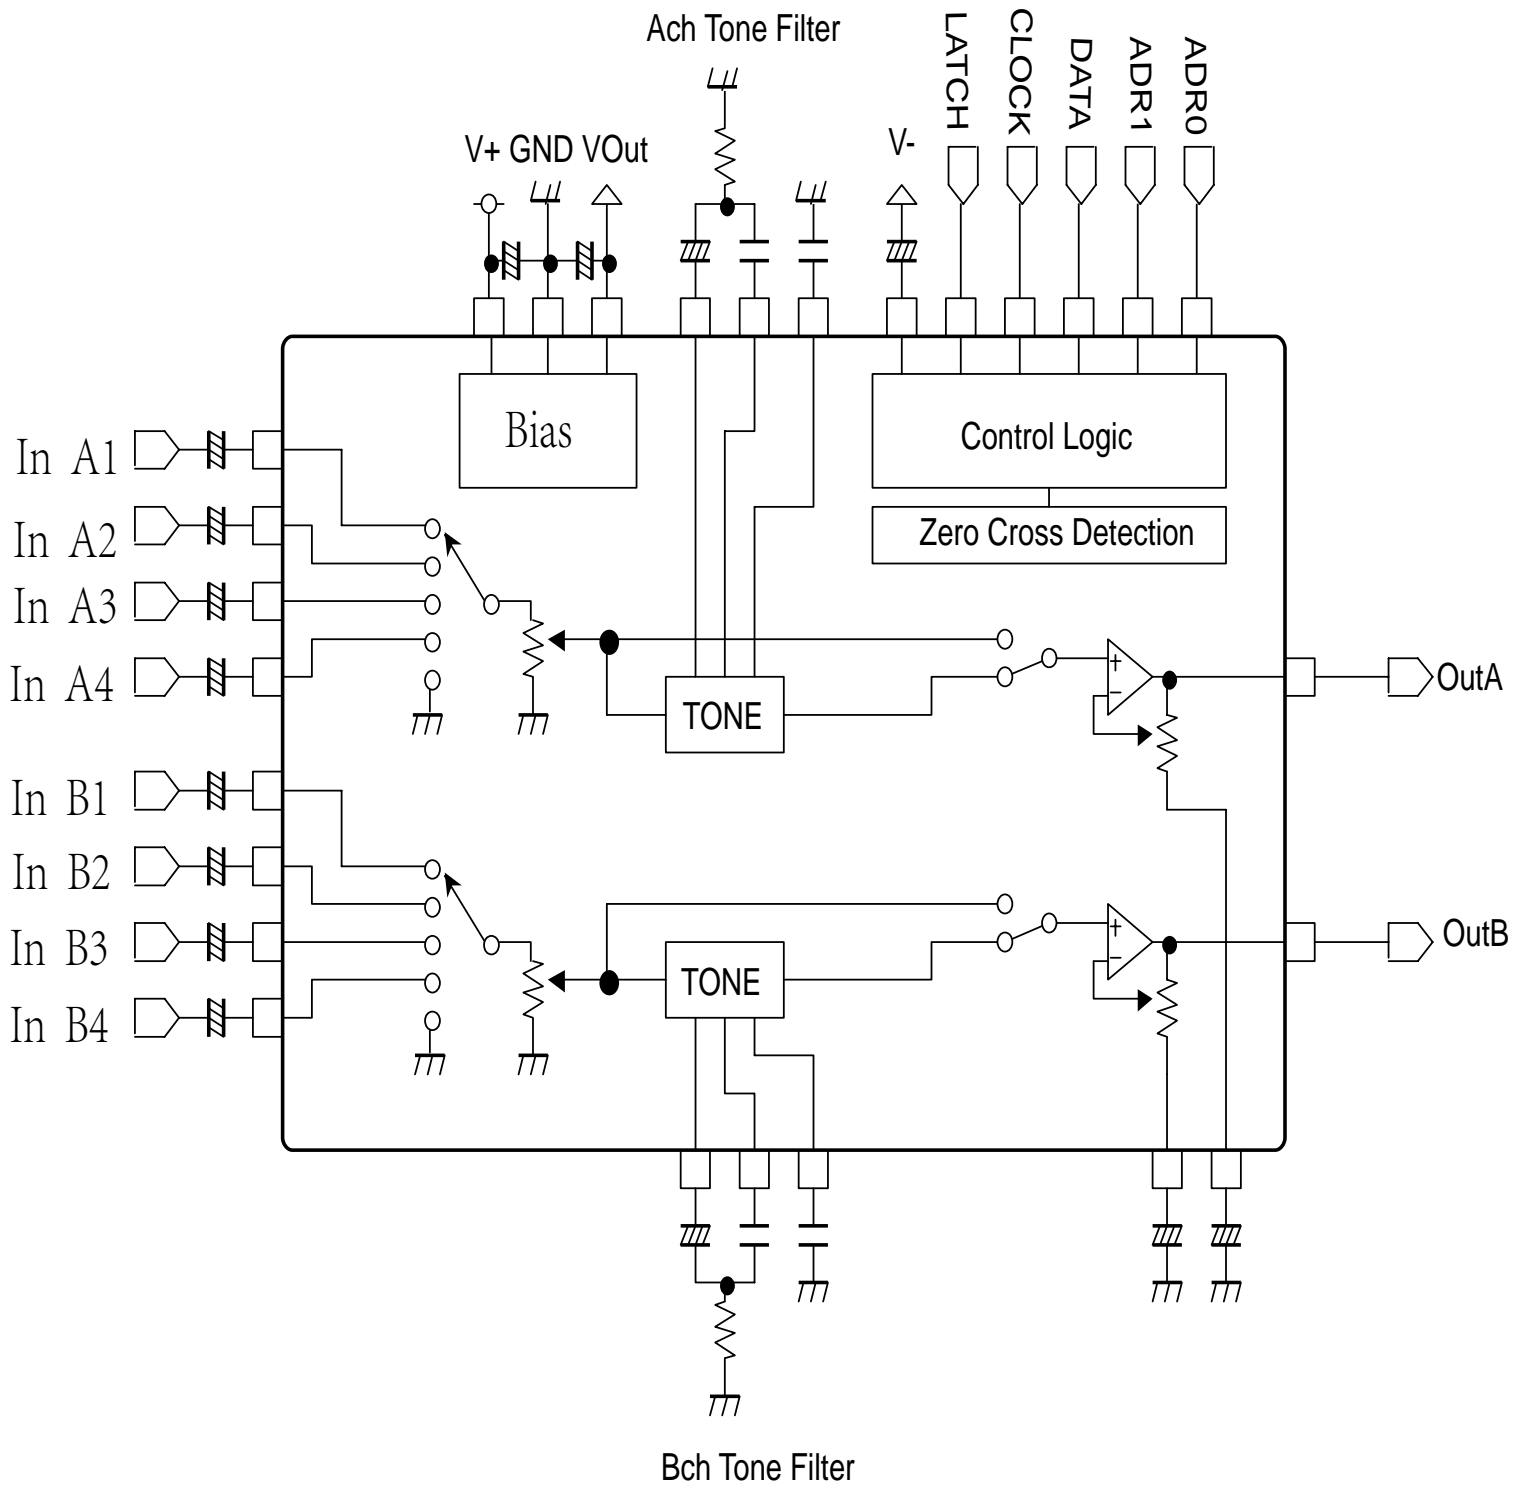 Ach Tone Filter
LATCH
CLOCK
DATA
ADR1
ADR0
V+ GND VOut
V-
Bias
Control Logic
Zero Cross Detection
In A1
In A2
In A3
In A4
+
-
TONE
OutA
In B1
In B2
In B3
In B4
+
-
TONE
OutB
Bch Tone Filter